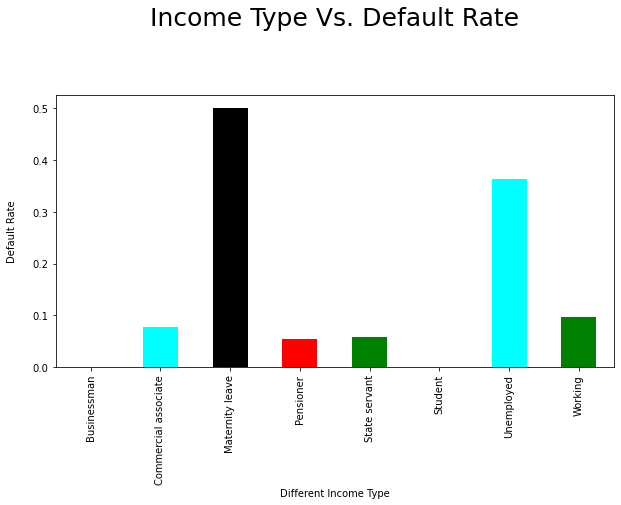 Income Type Vs. Default Rate
0.5
0.4
0.3
0.2
0.1
0.0
Default Rate
Businessman
Commercial associate
Maternity leave
Pensioner
State servant
Student
Unemployed
Working
Different Income Type